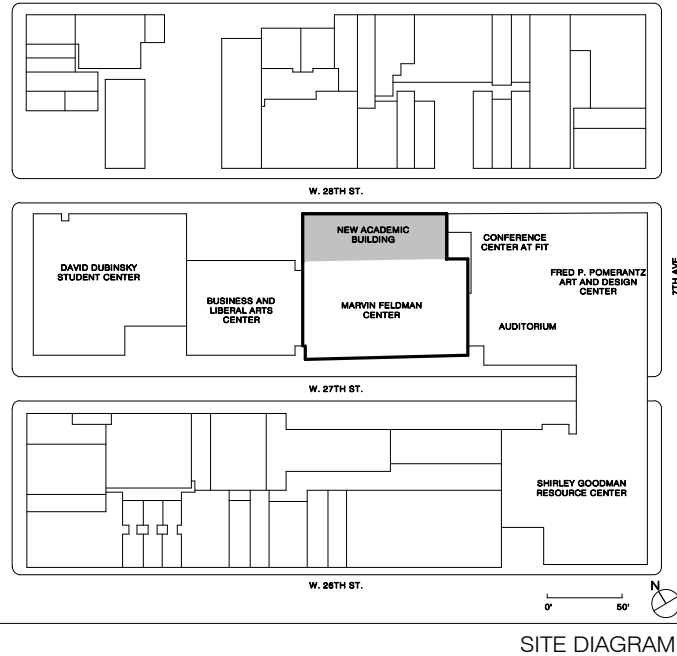 W. 28TH ST.
NEW ACADEMIC
BUILDING
CONFERENCE
CENTER AT FIT
DAVID DUBINSKY
STUDENT CENTER
FRED P. POMERANTZ
ART AND DESIGN
CENTER
7TH AVE
BUSINESS AND
LIBERAL ARTS
CENTER
MARVIN FELDMAN
CENTER
AUDITORIUM
W. 27TH ST.
SHIRLEY GOODMAN
RESOURCE CENTER
W. 26TH ST.
N
0'
50'
SITE DIAGRAM